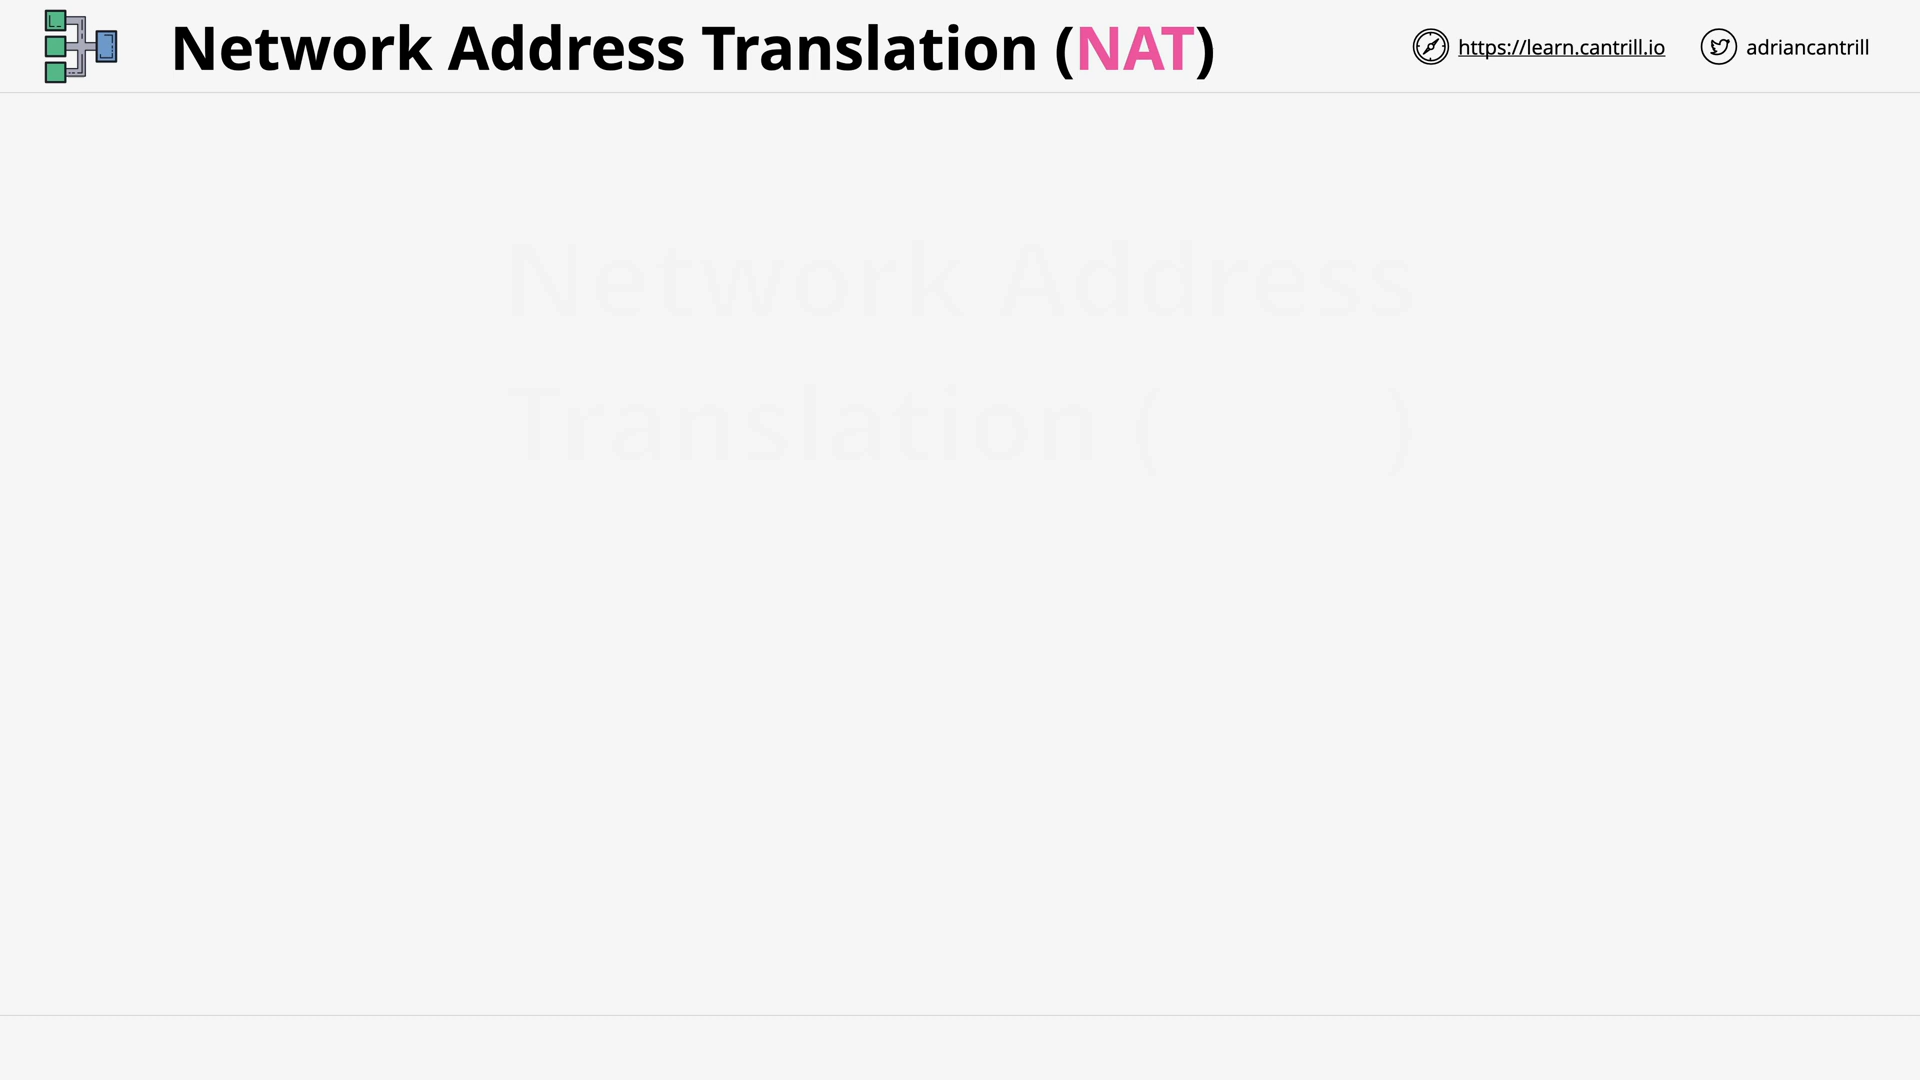 Network Address Translation (NAT)
https://learn.cantrill.io
adriancantrill
Network Address
Translation ( )